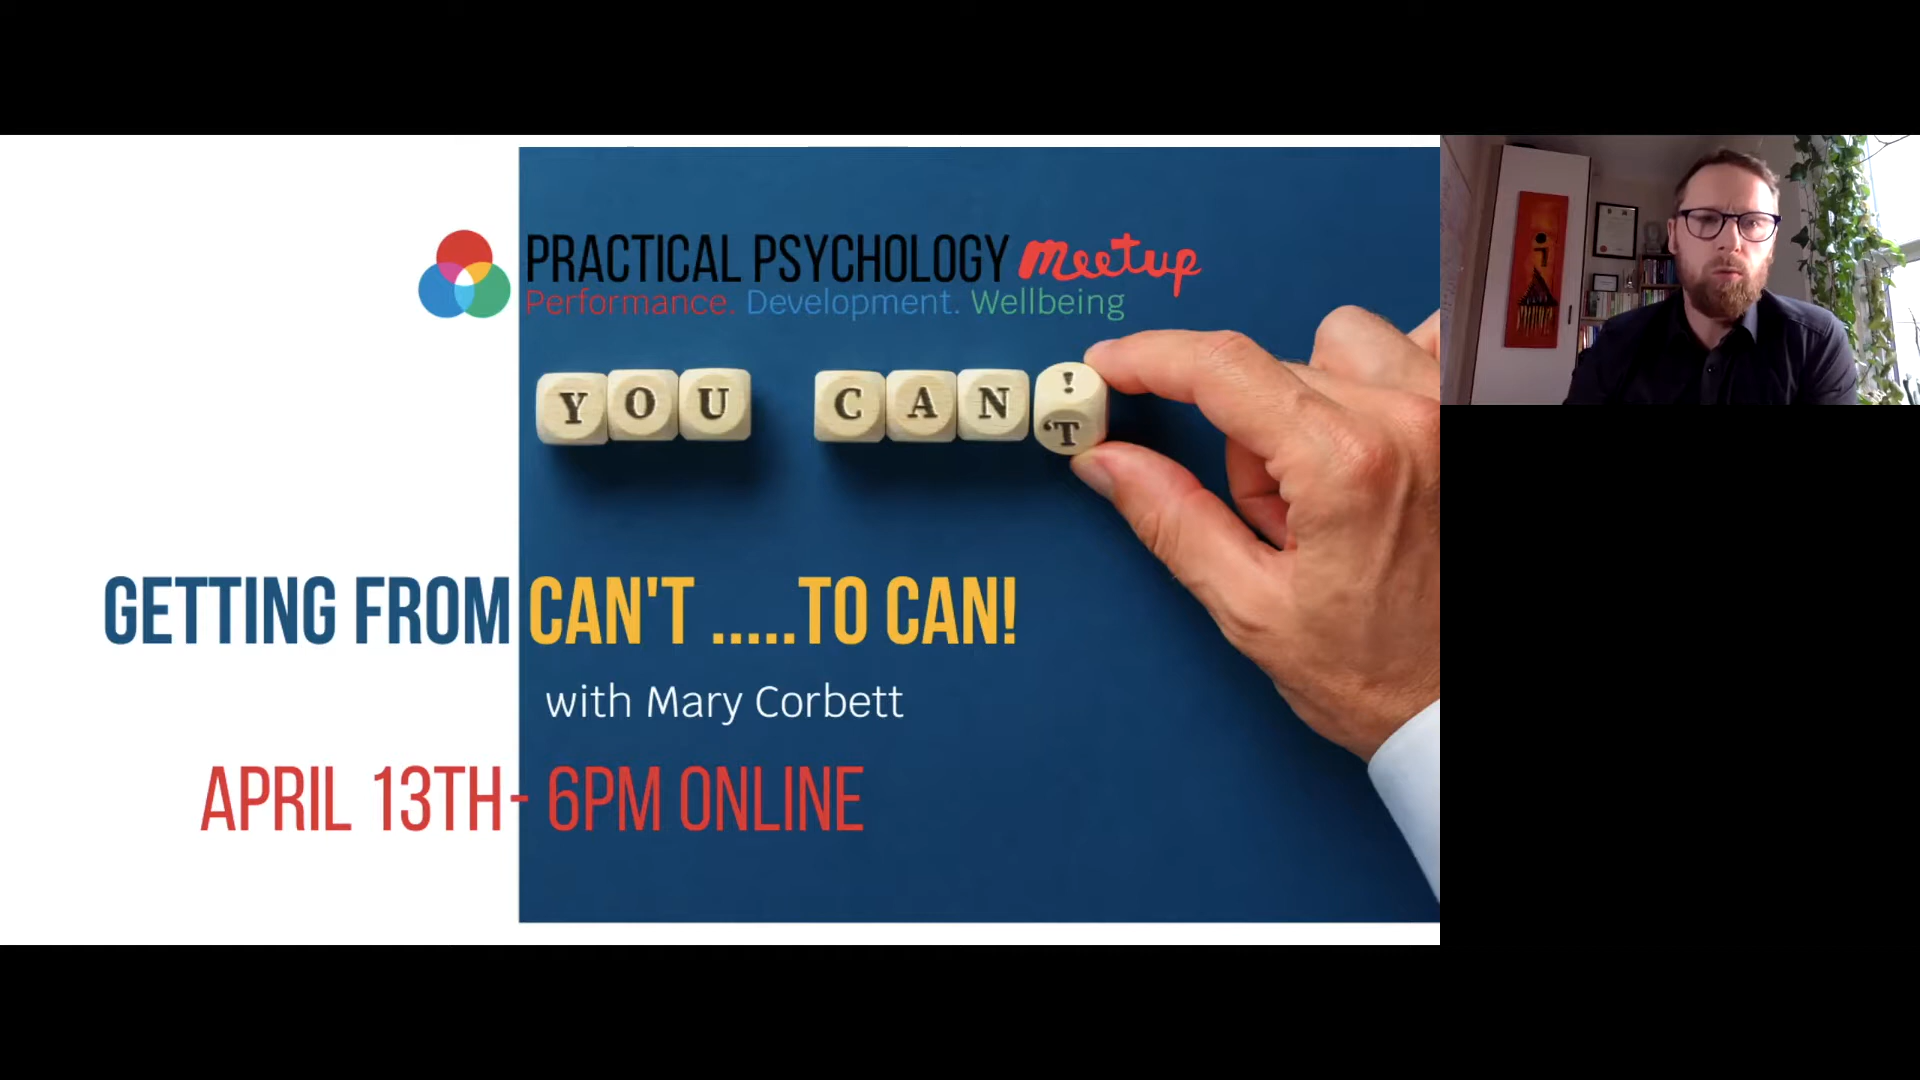 PRACTICAL PSYCHOLOGY meetup
Performance. Development. Wellbeing
YOU CAN ! 'T
GETTING FROM CAN'T .....TO CAN!
with Mary Corbett
APRIL 13TH- 6PM ONLINE